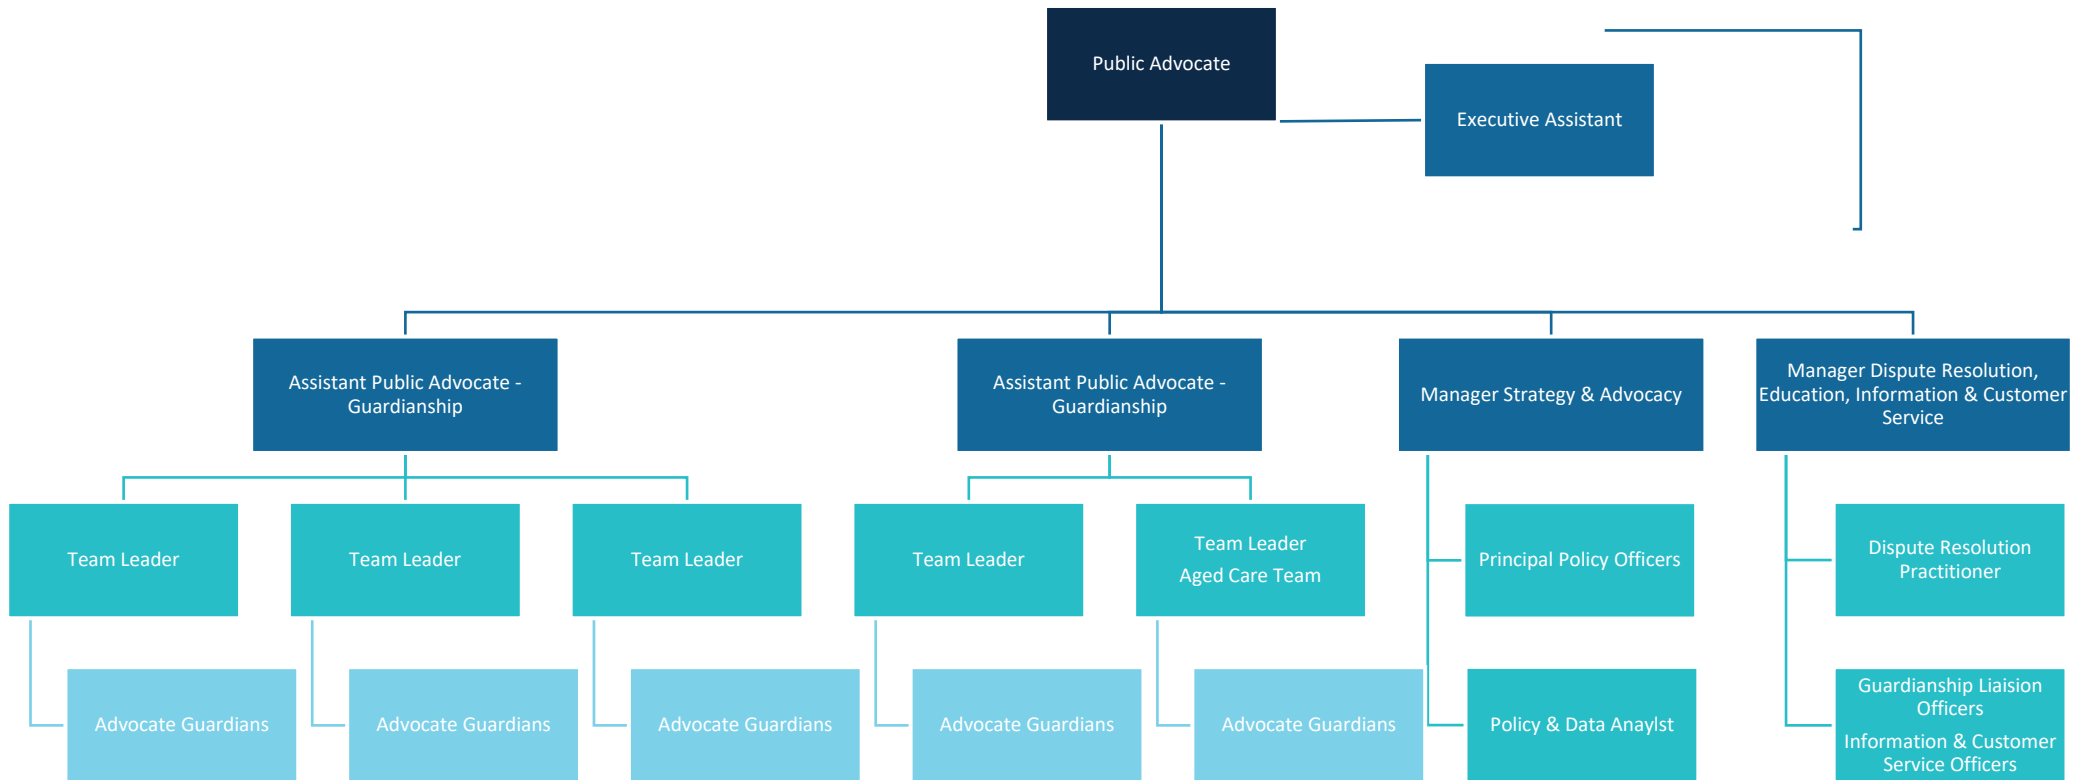 Public Advocate
Executive Assistant
Assistant Public Advocate -
Guardianship
Assistant Public Advocate -
Guardianship
Manager Strategy & Advocacy
Manager Dispute Resolution,
Education, Information & Customer
Service
Team Leader
Team Leader
Team Leader
Team Leader
Team Leader
Aged Care Team
Principal Policy Officers
Dispute Resolution
Practitioner
Advocate Guardians
Advocate Guardians
Advocate Guardians
Advocate Guardians
Advocate Guardians
Policy & Data Anaylst
Guardianship Liaision
Officers
Information & Customer
Service Officers